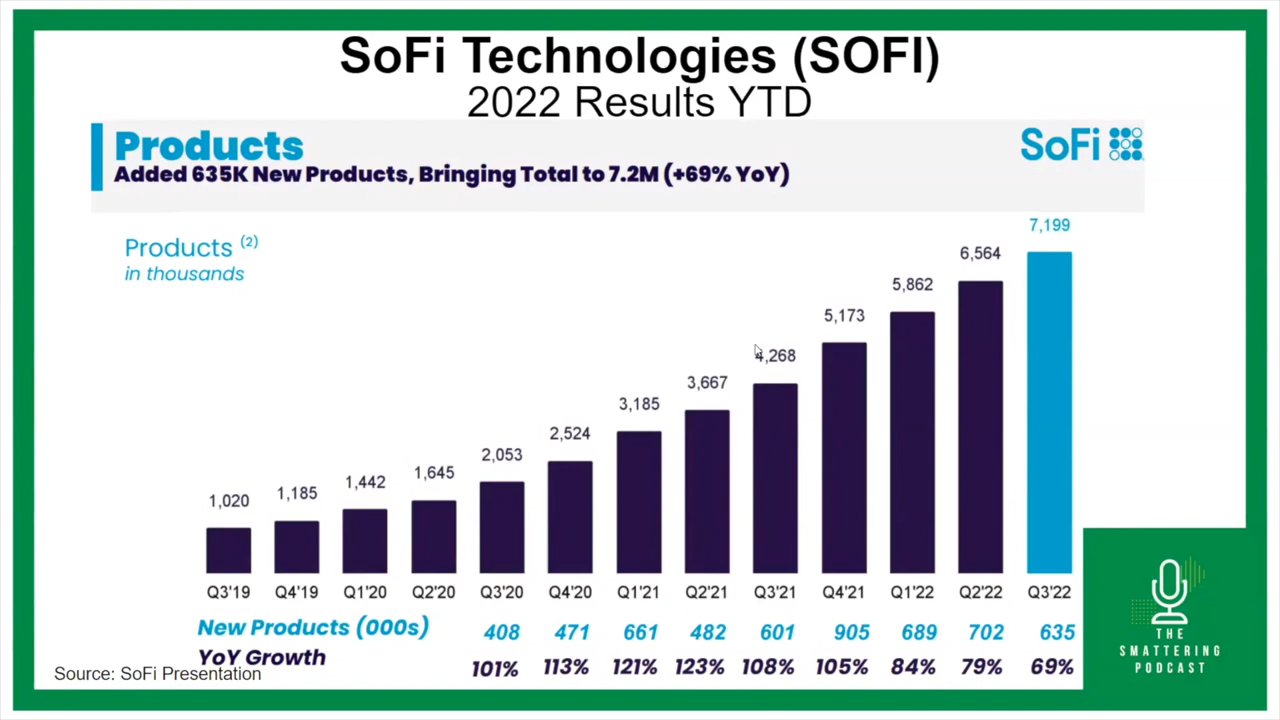 SoFi Technologies (SOFI)
2022 Results YTD
Products
Added 635K New Products, Bringing Total to 7.2M (+69% YoY)
SoFi
Products (2)
in thousands
1,020 1,185 1,442 1,645 2,053 2,524 3,185 3,667 4,268 5,173 5,862 6,564 7,199
Q3'19 Q4'19 Q1'20 Q2'20 Q3'20 Q4'20 Q1'21 Q2'21 Q3'21 Q4'21 Q1'22 Q2'22 Q3'22
New Products (000s) 408 471 661 482 601 905 689 702 635
YoY Growth 101% 113% 121% 123% 108% 105% 84% 79% 69%
Source: SoFi Presentation
THE
SMATTERING
PODCAST